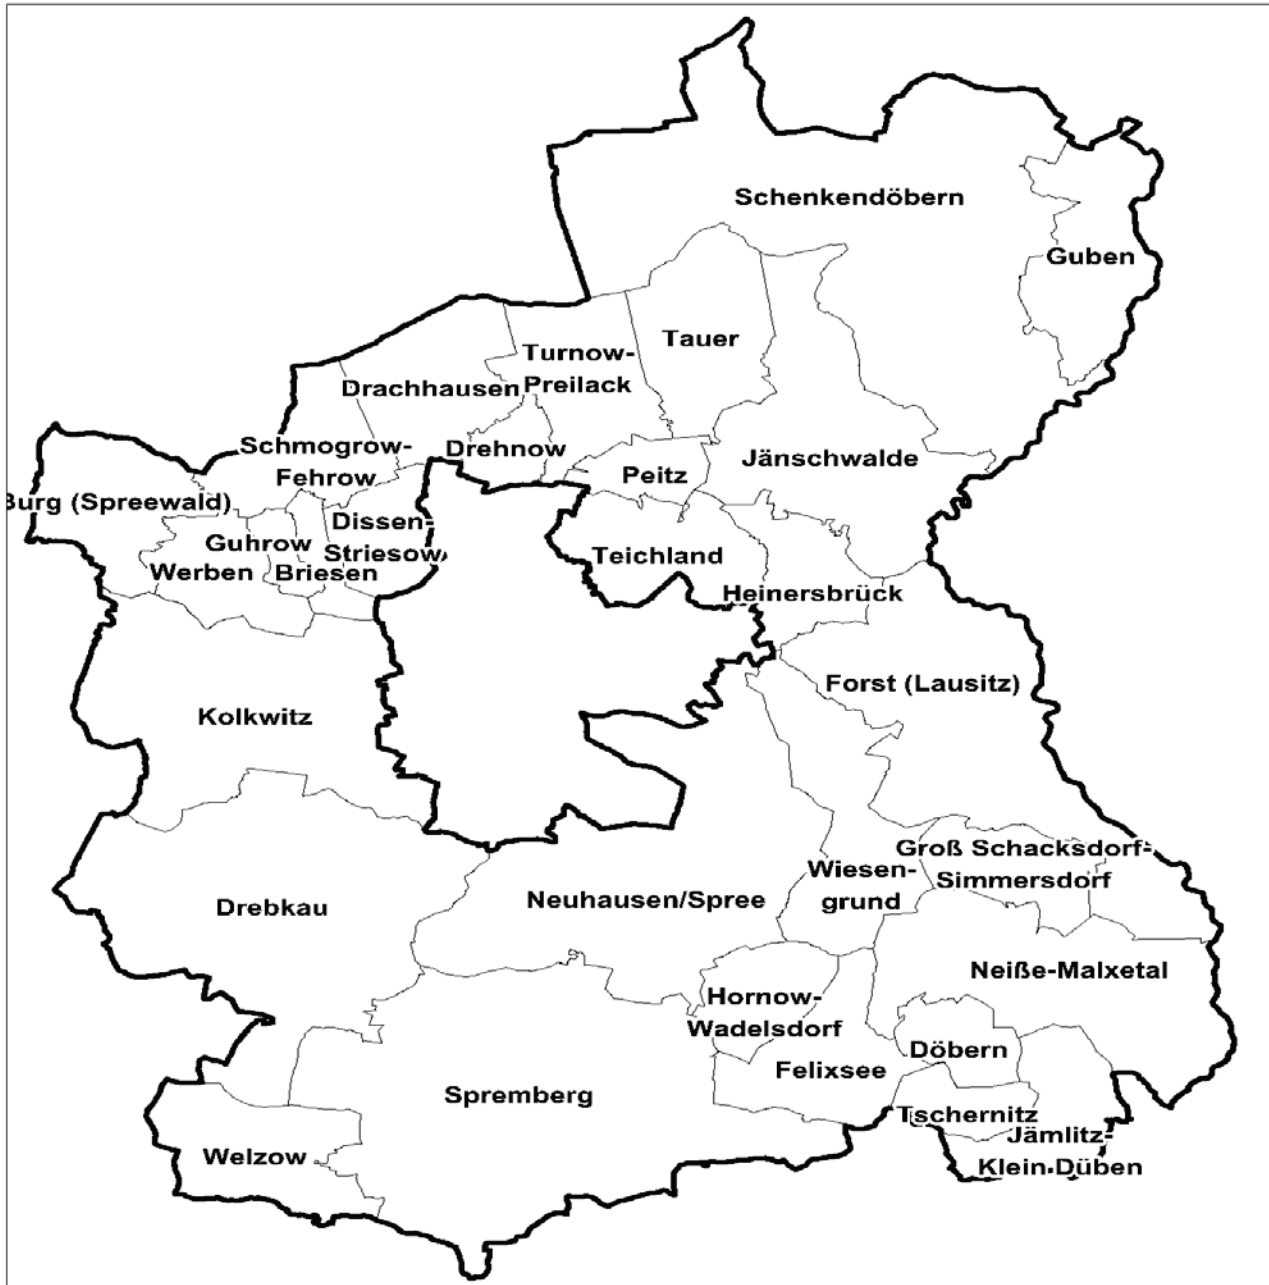 Schenkendöbern
Guben
Tauer
Turnow-
Preilack
Drachhausen
Schmogrow-
Fehrow
Drehnow
Peitz
Jänschwalde
Burg (Spreewald)
Dissen-
Striesow
Guhrow
Werben
Briesen
Teichland
Heinersbrück
Forst (Lausitz)
Kolkwitz
Groß Schacksdorf-
Simmersdorf
Wiesen-
grund
Neuhausen/Spree
Drebkau
Neiße-Malxetal
Hornow-
Wadelsdorf
Döbern
Felixsee
Spremberg
Tschernitz
Jämlitz-
Klein-Düben
Welzow